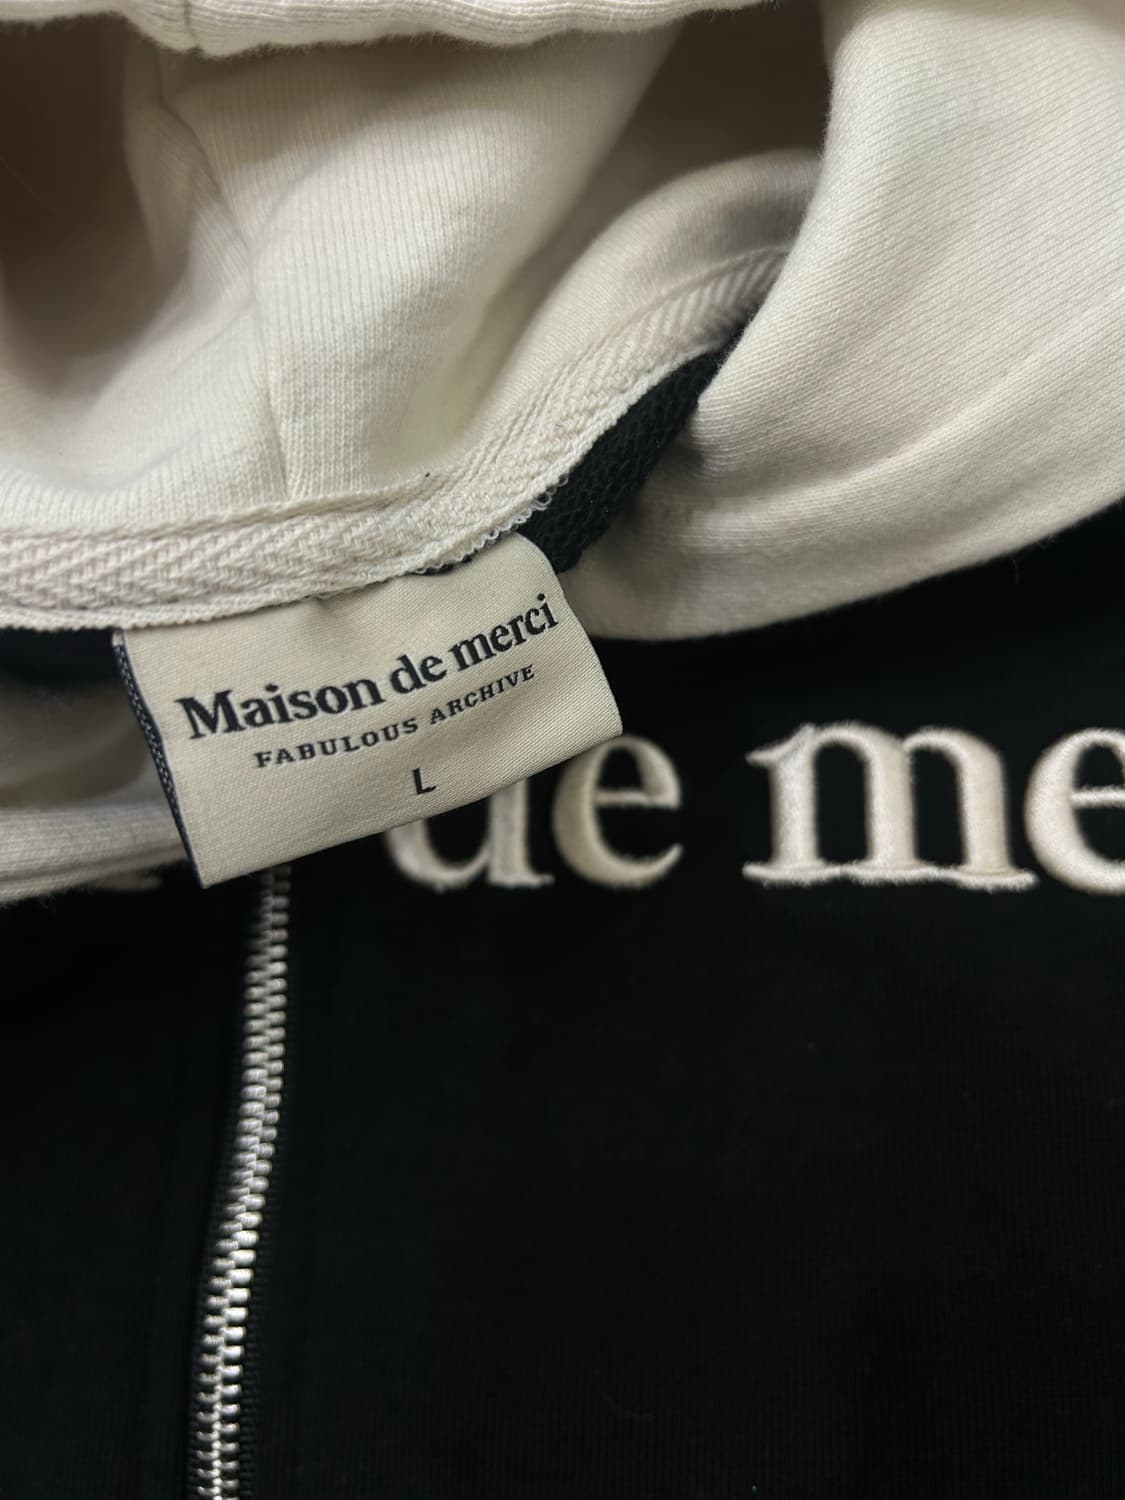 Maison de merci
FABULOUS ARCHIVE
L
de me